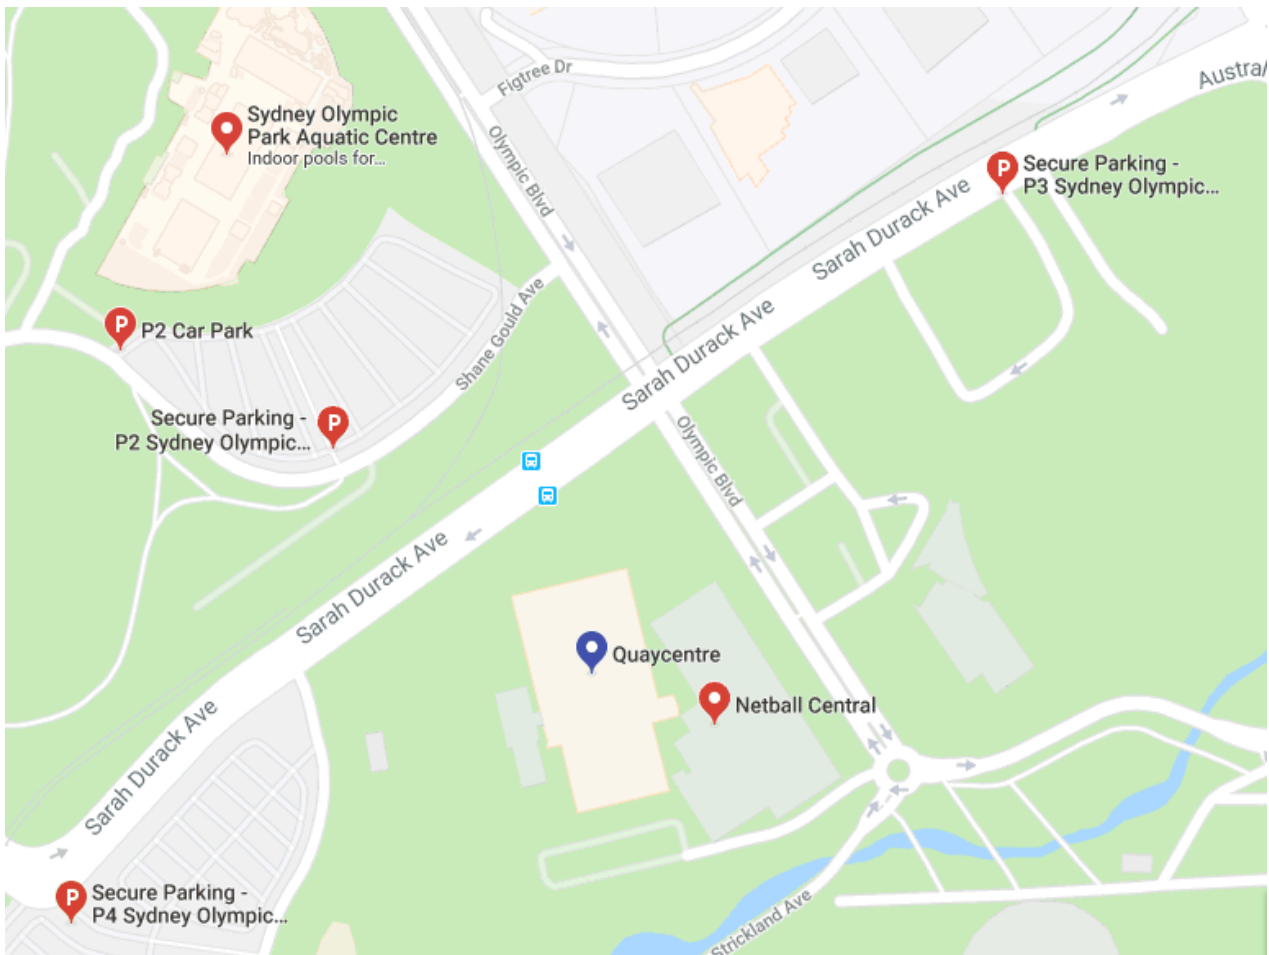 Figtree Dr
Austral
Sydney Olympic
Park Aquatic Centre
Indoor pools for...
Olympic Blvd
Secure Parking -
P3 Sydney Olympic...
P
Sarah Durack Ave
Shane Gould Ave
P
P2 Car Park
Sarah Durack Ave
Secure Parking -
P2 Sydney Olympic...
P
Olympic Blvd
Sarah Durack Ave
Quaycentre
Netball Central
Sarah Durack Ave
Secure Parking -
P4 Sydney Olympic...
P
Strickland Ave